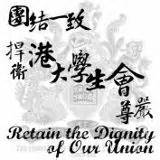 團結一致
捍衛
港大學生會
尊嚴
Retain the Dignity
of Our Union